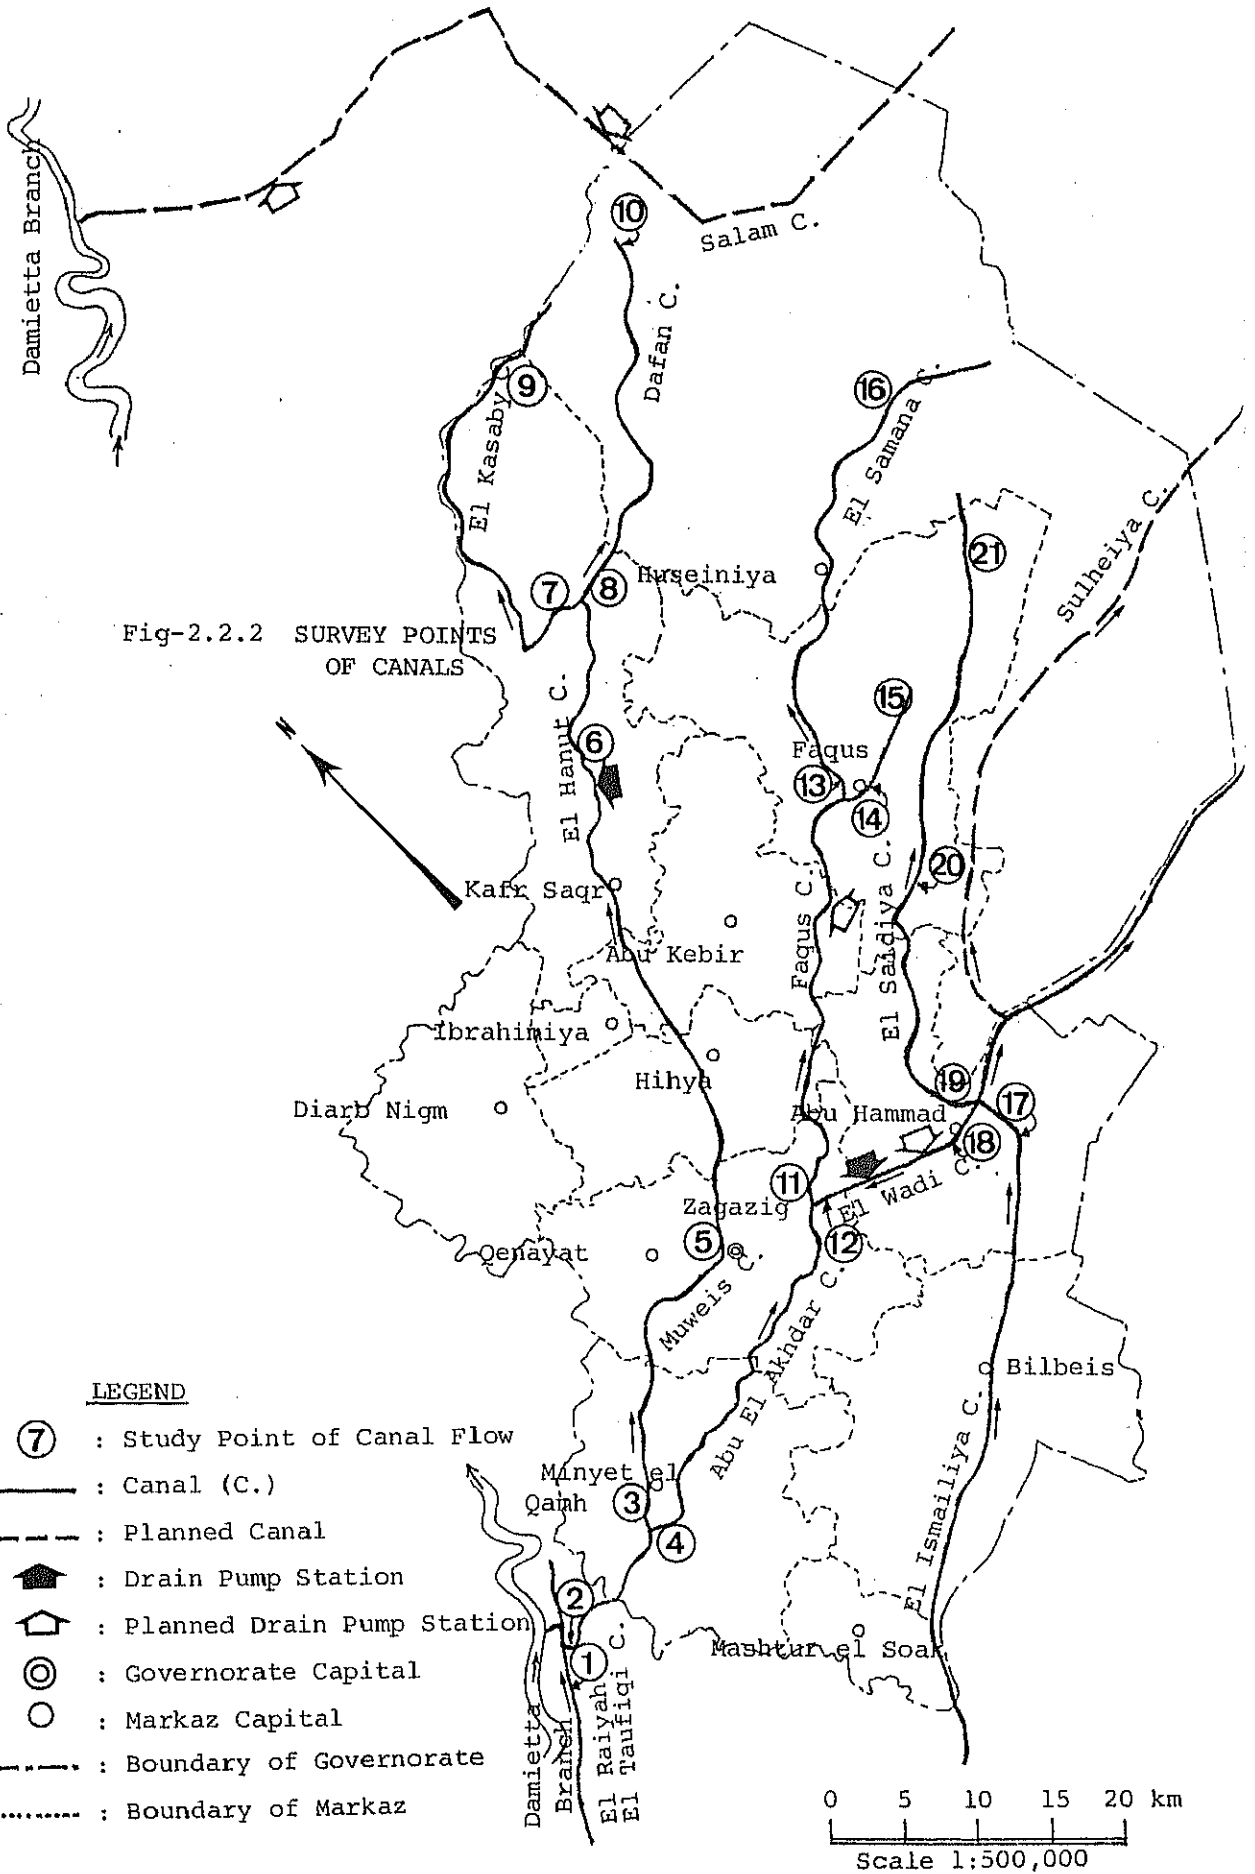 Damietta Branch
10
Salam C.
Dafan C.
9
El Kasaby C.
16
El Samana C.
21
Sulheiya C.
7
8
Huseiniya
Fig-2.2.2 SURVEY POINTS
OF CANALS
N
El Hanut C.
6
15
Faqus
13
14
20
Kafr Saqr
Abu Kebir
Faqus C.
El Saidiya C.
Ibrahimiya
Hihya
19
17
Diarb Nigm
Abu Hammad
18
11
El Wadi C.
Zagazig
12
Qenayat
5
Muweis C.
Abu El Akhdar C.
Bilbeis
El Ismailiya C.
Minyet el
Qamh
3
4
2
1
Mashtur el Soak
Damietta
Branch
El Raiyah
El Taufiqi C.
LEGEND
7 : Study Point of Canal Flow
: Canal (C.)
: Planned Canal
: Drain Pump Station
: Planned Drain Pump Station
: Governorate Capital
: Markaz Capital
: Boundary of Governorate
: Boundary of Markaz
0 5 10 15 20 km
Scale 1:500,000